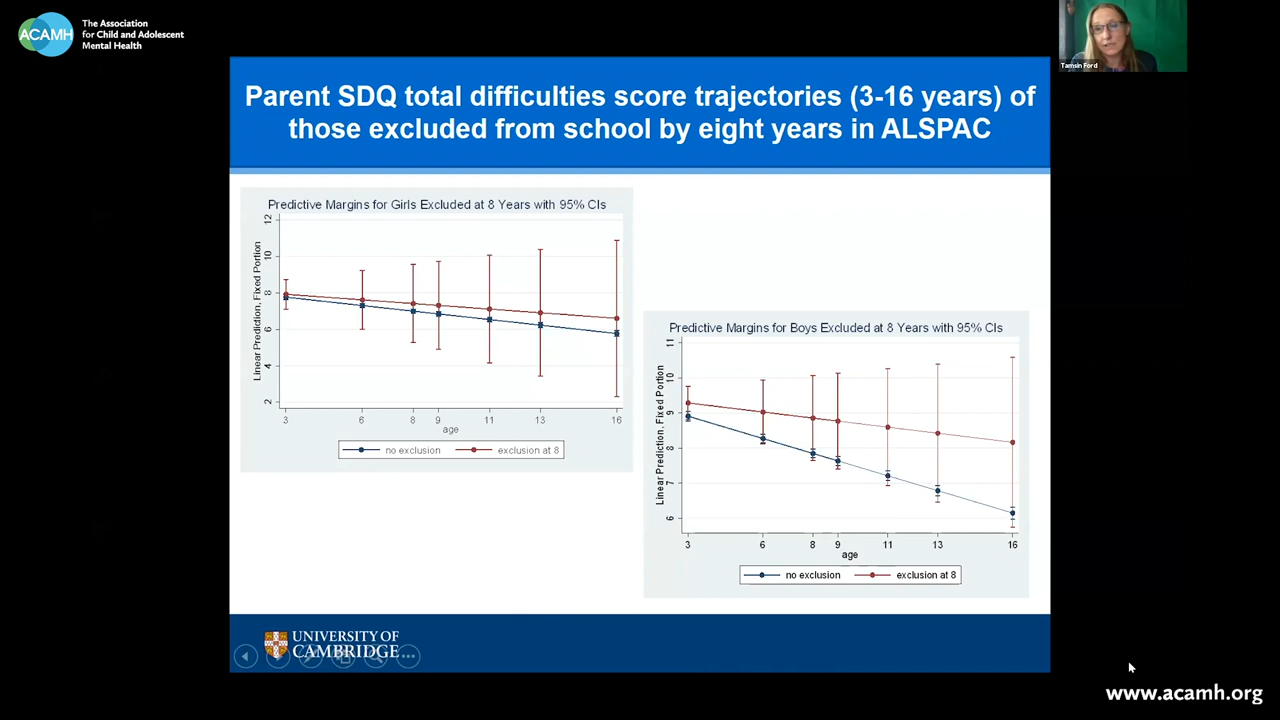 ACAMH
The Association
for Child and Adolescent
Mental Health
Tamsin Ford
Parent SDQ total difficulties score trajectories (3-16 years) of
those excluded from school by eight years in ALSPAC
Predictive Margins for Girls Excluded at 8 Years with 95% CIs
Linear Prediction, Fixed Portion
12
10
8
6
4
2
3 6 8 9 11 13 16
age
no exclusion exclusion at 8
Predictive Margins for Boys Excluded at 8 Years with 95% CIs
Linear Prediction, Fixed Portion
11
10
9
8
7
6
3 6 8 9 11 13 16
age
no exclusion exclusion at 8
UNIVERSITY OF
CAMBRIDGE
www.acamh.org